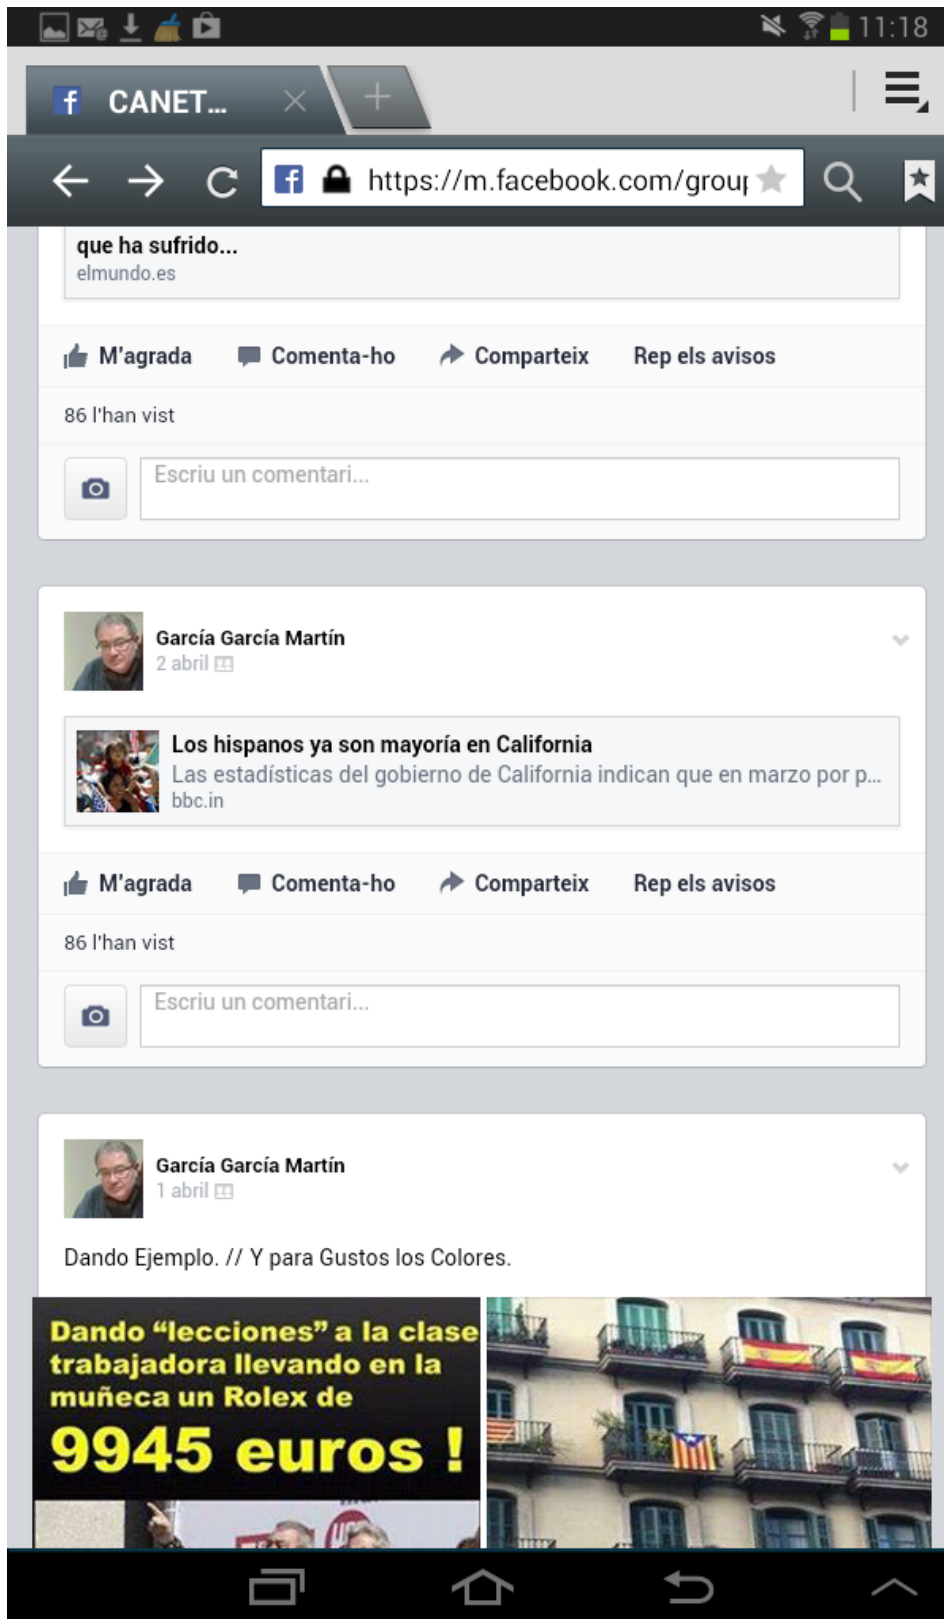 11:18
CANET...
https://m.facebook.com/group
que ha sufrido...
elmundo.es
M'agrada Comenta-ho Comparteix Rep els avisos
86 l'han vist
Escriu un comentari...
García García Martín
2 abril
Los hispanos ya son mayoría en California
Las estadísticas del gobierno de California indican que en marzo por p...
bbc.in
M'agrada Comenta-ho Comparteix Rep els avisos
86 l'han vist
Escriu un comentari...
García García Martín
1 abril
Dando Ejemplo. // Y para Gustos los Colores.
Dando “lecciones” a la clase
trabajadora llevando en la
muñeca un Rolex de
9945 euros !